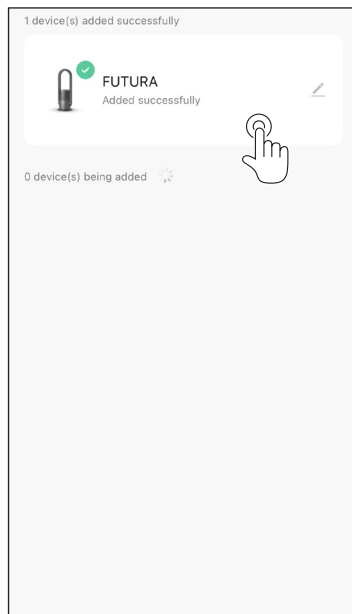 1 device(s) added successfully
FUTURA
Added successfully
0 device(s) being added